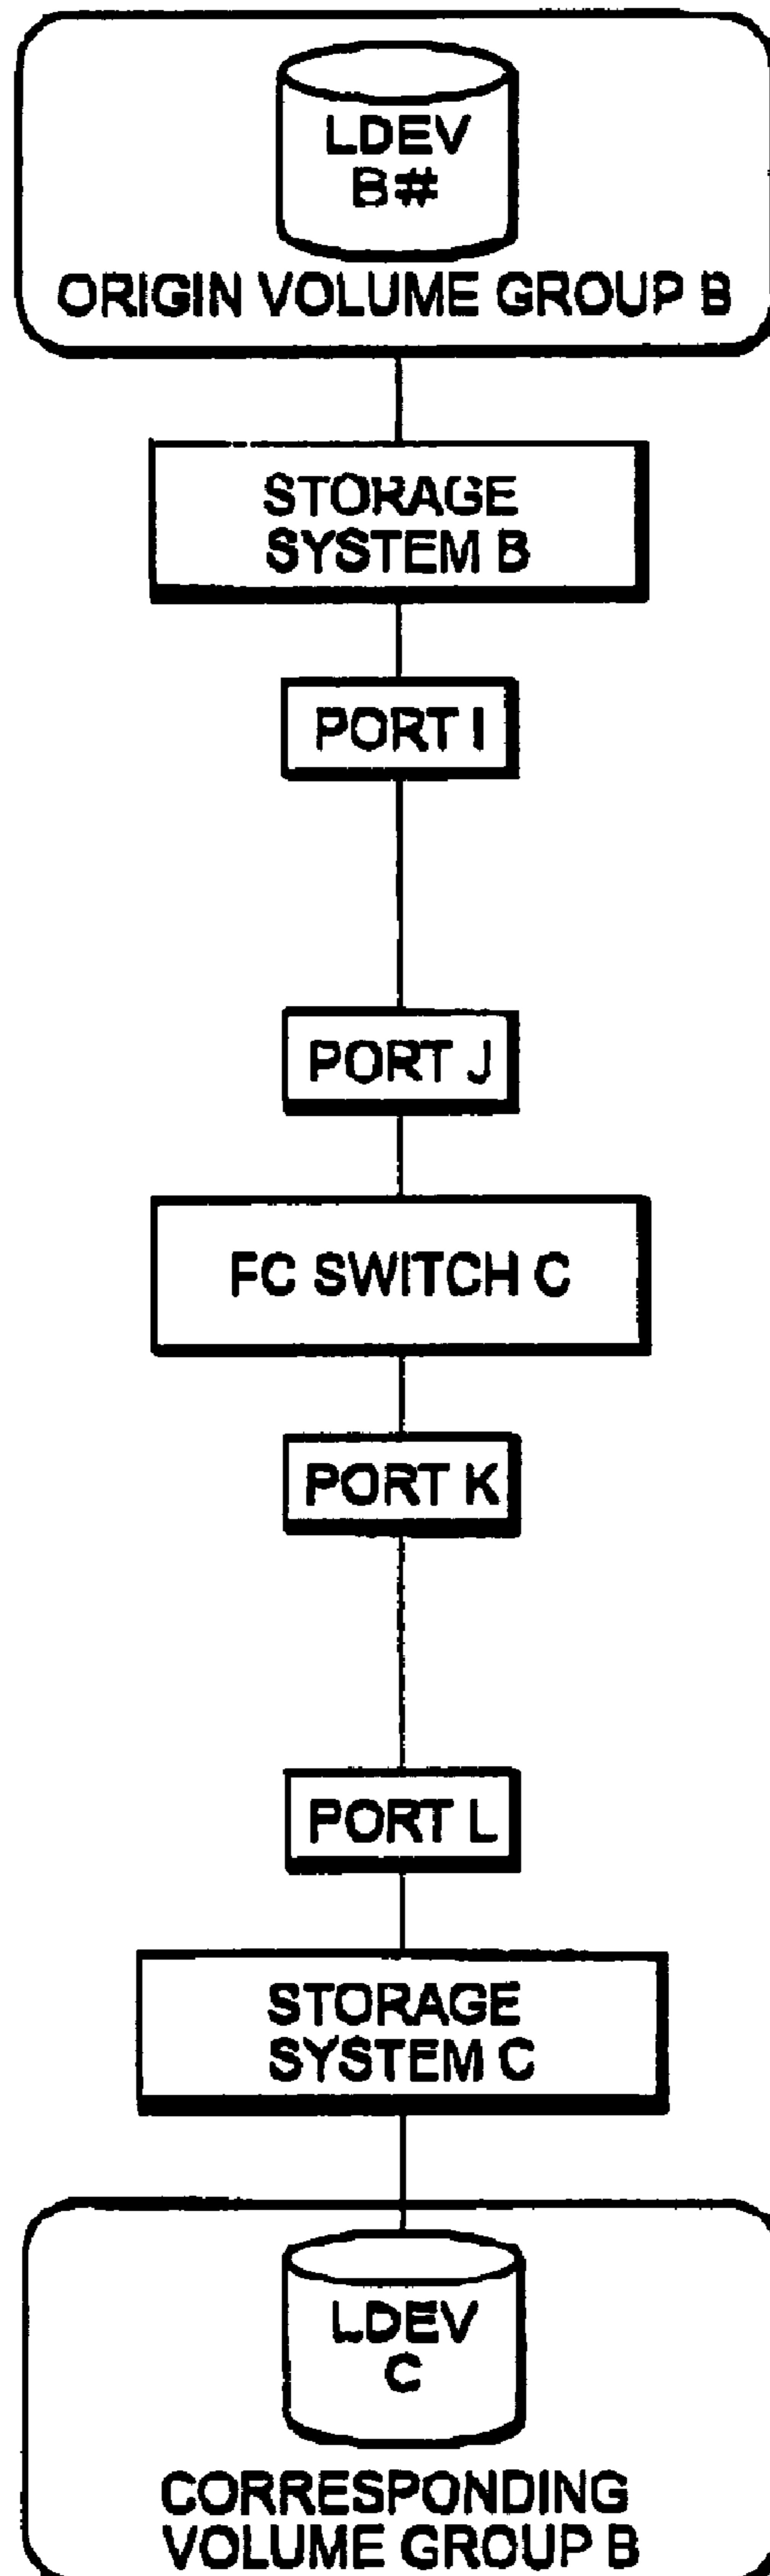 LDEV
B#
ORIGIN VOLUME GROUP B
STORAGE
SYSTEM B
PORT I
PORT J
FC SWITCH C
PORT K
PORT L
STORAGE
SYSTEM C
LDEV
C
CORRESPONDING
VOLUME GROUP B